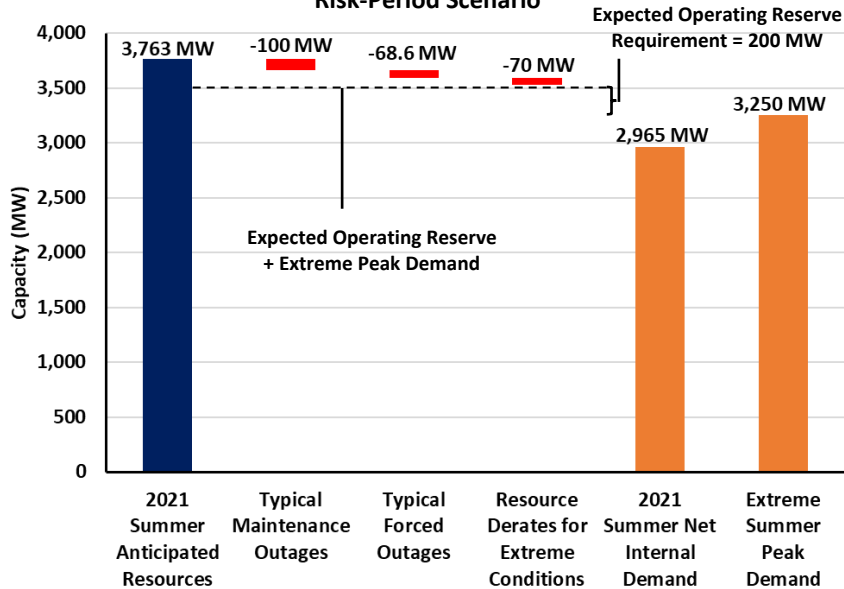 Risk-Period Scenario
Expected Operating Reserve
Requirement = 200 MW
4,000
3,500
3,000
2,500
2,000
1,500
1,000
500
0
Capacity (MW)
3,763 MW
-100 MW
-68.6 MW
-70 MW
2,965 MW
3,250 MW
Expected Operating Reserve
+ Extreme Peak Demand
2021
Summer
Anticipated
Resources
Typical
Maintenance
Outages
Typical
Forced
Outages
Resource
Derates for
Extreme
Conditions
2021
Summer Net
Internal
Demand
Extreme
Summer
Peak
Demand